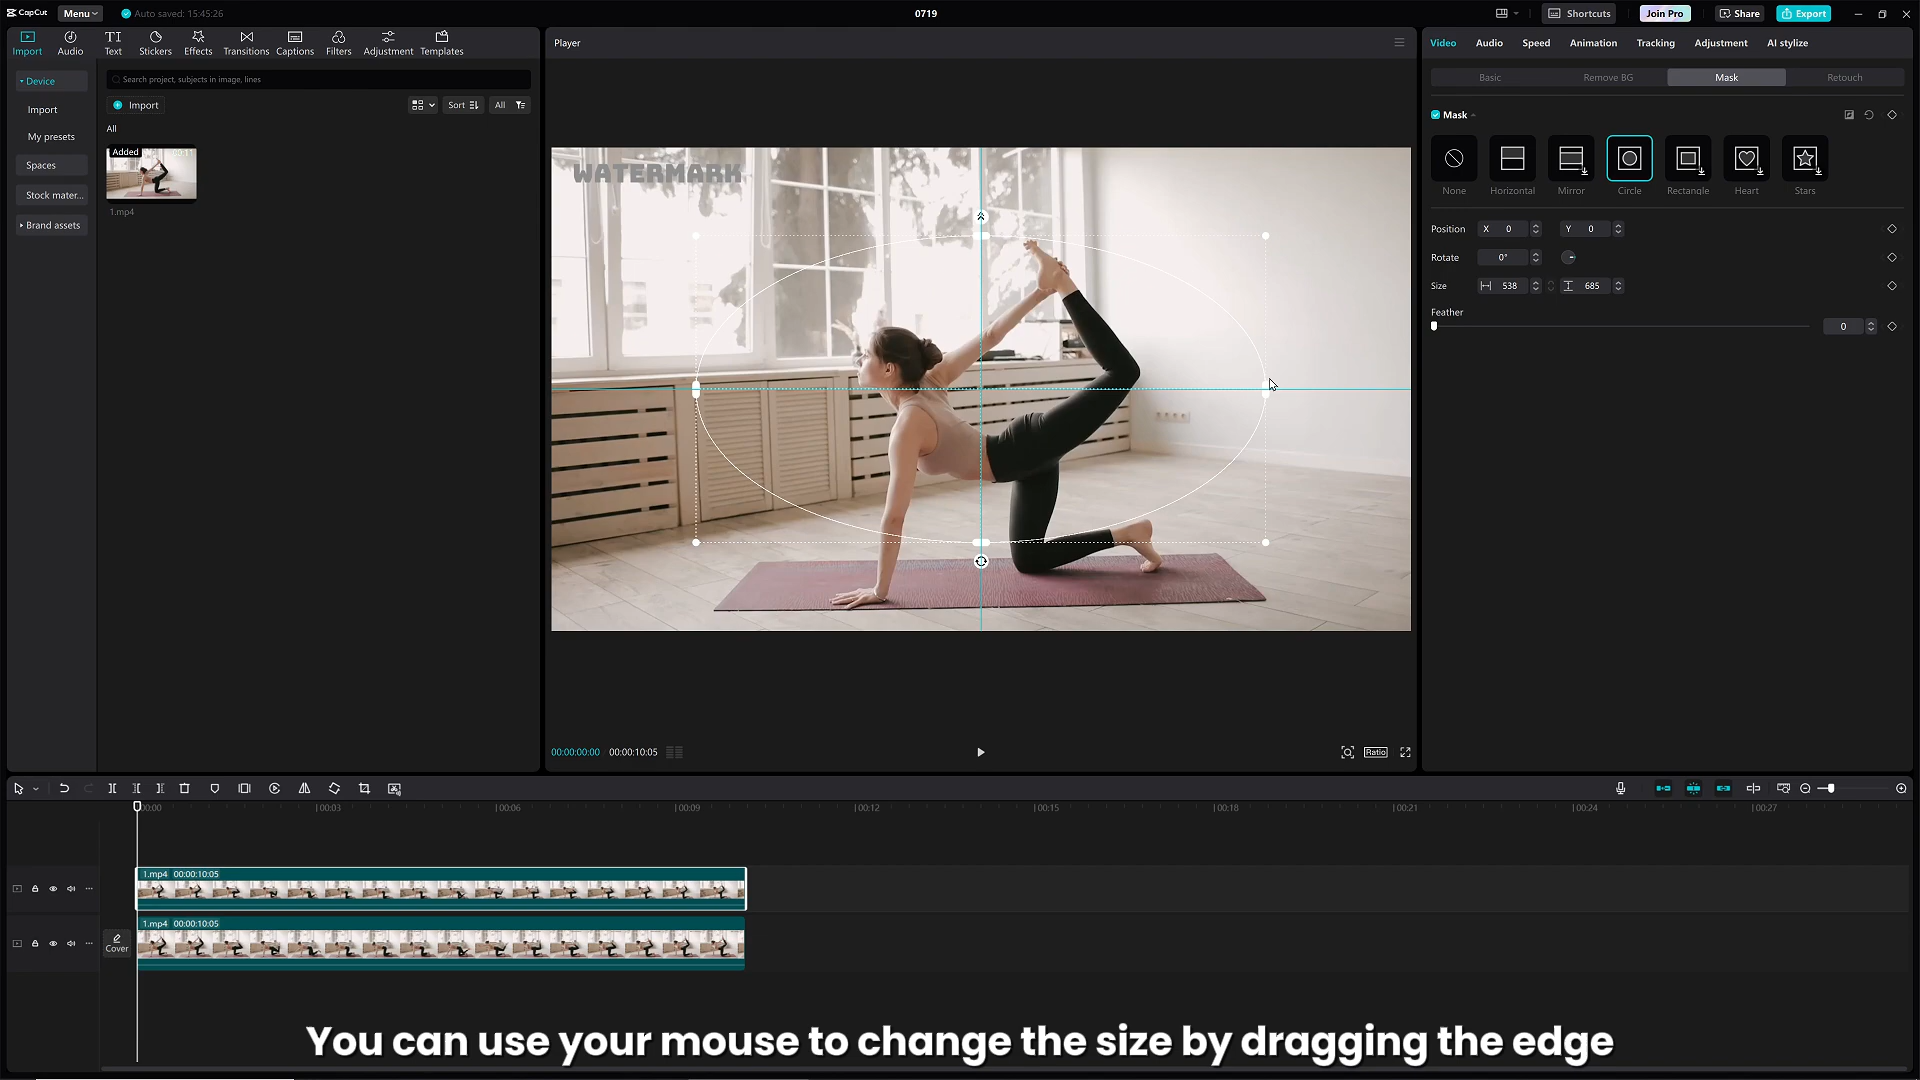 CapCut
Menu
Auto saved: 15:45:26
0719
Shortcuts
Join Pro
Share
Export
Import
Audio
Text
Stickers
Effects
Transitions
Captions
Filters
Adjustment
Templates
Device
Import
My presets
Spaces
Stock mater...
Brand assets
Search project, subjects in image, lines
Import
Sort
All
All
Added
1.mp4
Player
WATERMARK
00:00:00:00
00:00:10:05
Ratio
Video
Audio
Speed
Animation
Tracking
Adjustment
AI stylize
Basic
Remove BG
Mask
Retouch
Mask
None
Horizontal
Mirror
Circle
Rectangle
Heart
Stars
Position X 0 Y 0
Rotate 0°
Size 538 685
Feather
0
00:00
00:03
00:06
00:09
00:12
00:15
00:18
00:21
00:24
00:27
1.mp4 00:00:10:05
1.mp4 00:00:10:05
Cover
You can use your mouse to change the size by dragging the edge